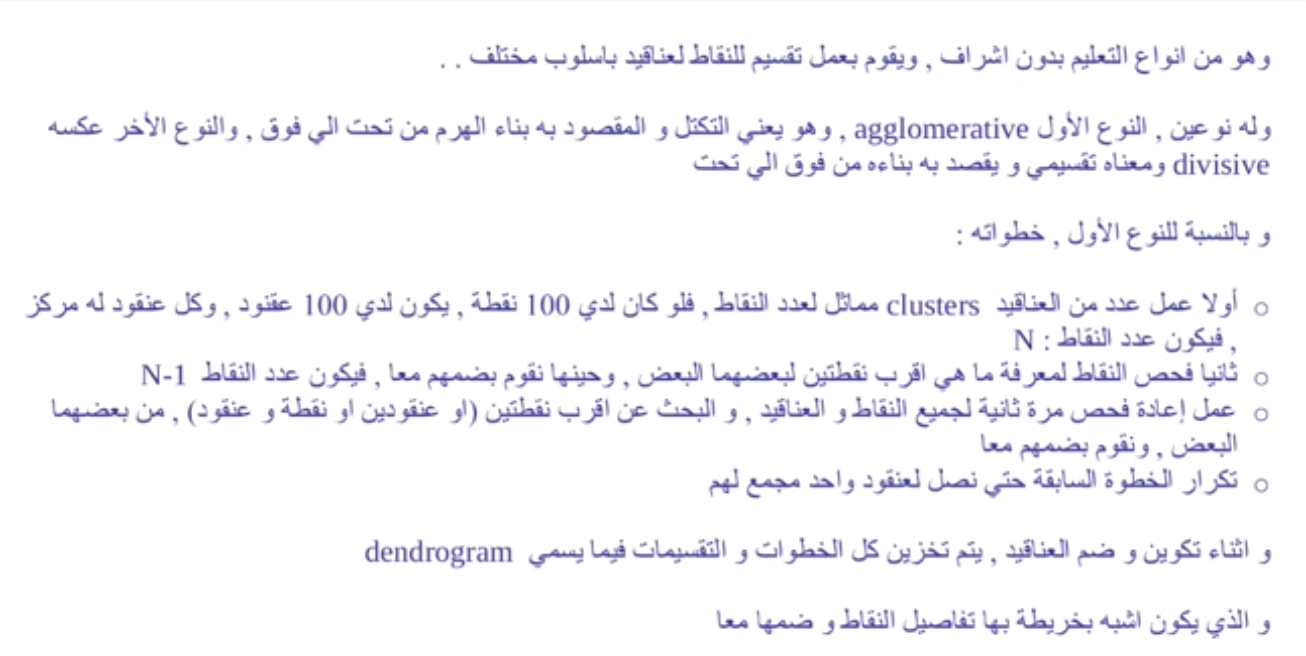 وهو من انواع التعليم بدون اشراف , ويقوم بعمل تقسيم للنقاط لعناقيد باسلوب مختلف . .
وله نوعين , النوع الأول agglomerative , وهو يعني التكتل و المقصود به بناء الهرم من تحت الي فوق , والنوع الأخر عكسه
divisive ومعناه تقسيمي و يقصد به بناءه من فوق الي تحت
و بالنسبة للنوع الأول , خطواته :
○ أولا عمل عدد من العناقيد clusters مماثل لعدد النقاط , فلو كان لدي 100 نقطة , يكون لدي 100 عقنود , وكل عنقود له مركز
, فيكون عدد النقاط : N
○ ثانيا فحص النقاط لمعرفة ما هي اقرب نقطتين لبعضهما البعض , وحينها نقوم بضمهم معا , فيكون عدد النقاط N-1
○ عمل إعادة فحص مرة ثانية لجميع النقاط و العناقيد , و البحث عن اقرب نقطتين (او عنقودين او نقطة و عنقود) , من بعضهما
البعض , ونقوم بضمهم معا
○ تكرار الخطوة السابقة حتي نصل لعنقود واحد مجمع لهم
و اثناء تكوين و ضم العناقيد , يتم تخزين كل الخطوات و التقسيمات فيما يسمي dendrogram
و الذي يكون اشبه بخريطة بها تفاصيل النقاط و ضمها معا